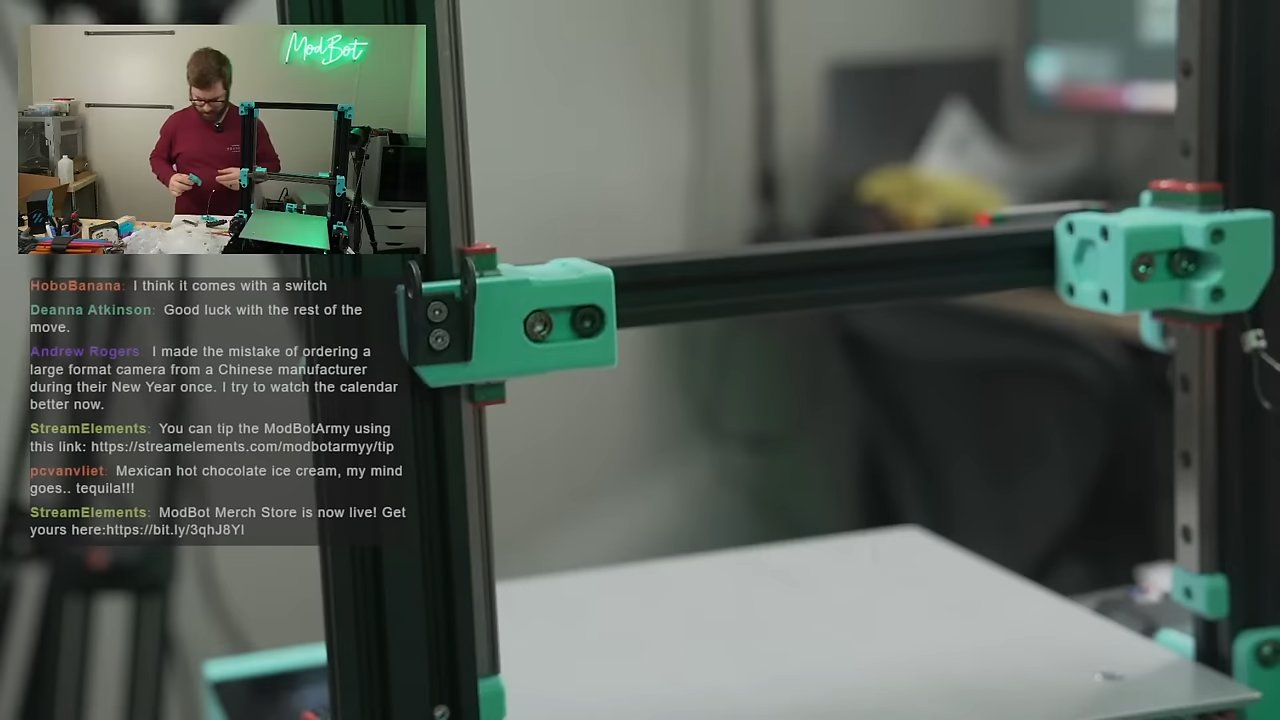 ModBot
HoboBanana: I think it comes with a switch
Deanna Atkinson: Good luck with the rest of the
move.
Andrew Rogers: I made the mistake of ordering a
large format camera from a Chinese manufacturer
during their New Year once. I try to watch the calendar
better now.
StreamElements: You can tip the ModBotArmy using
this link: https://streamelements.com/modbotarmyy/tip
pcvanvliet: Mexican hot chocolate ice cream, my mind
goes.. tequila!!!
StreamElements: ModBot Merch Store is now live! Get
yours here:https://bit.ly/3qhJ8Yl